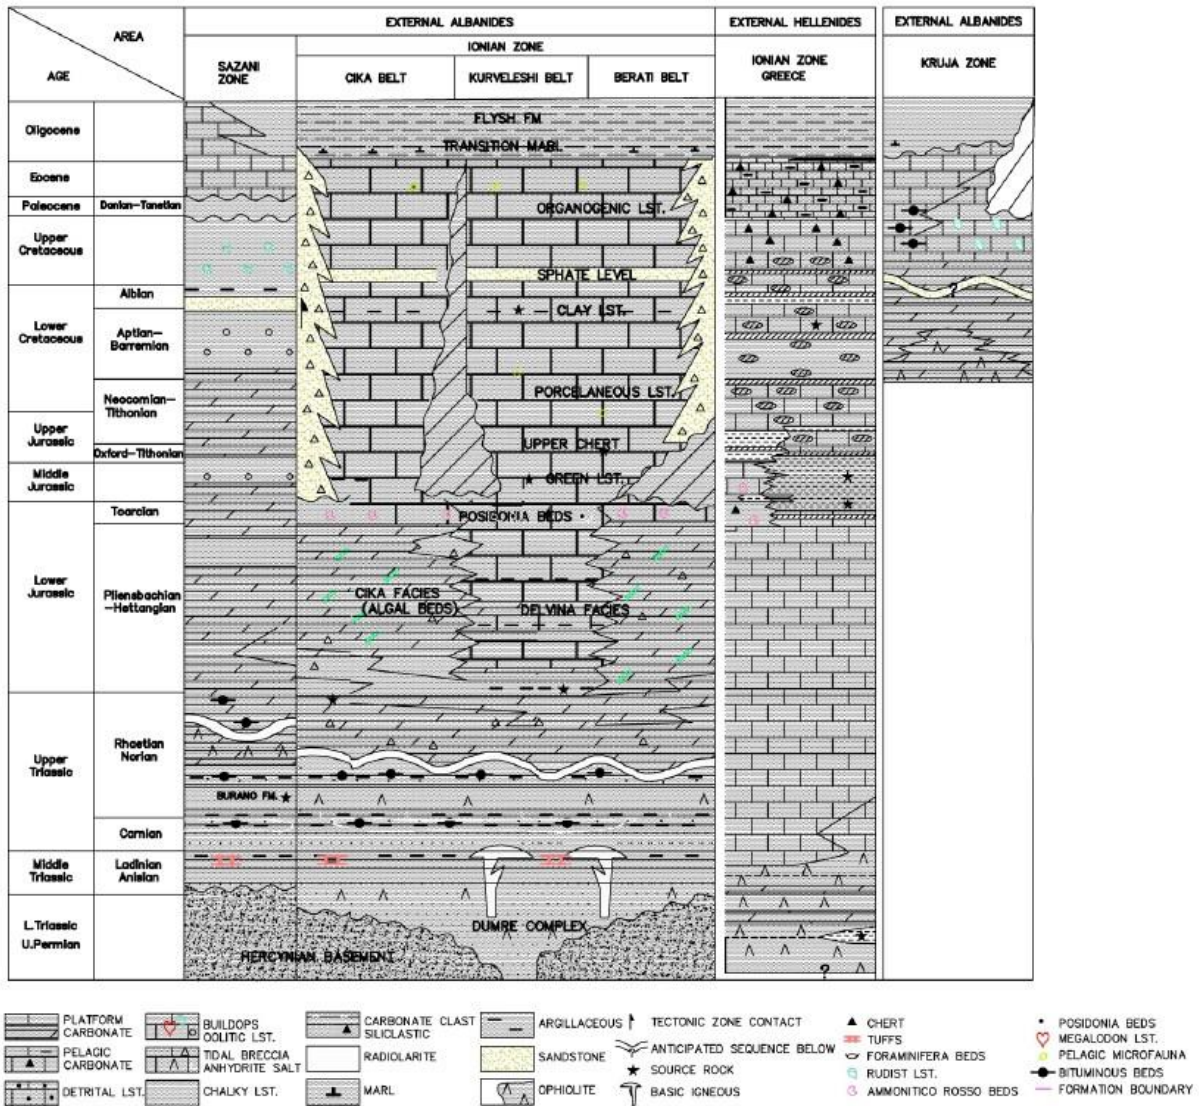 EXTERNAL ALBANIDES
EXTERNAL HELLENIDES
EXTERNAL ALBANIDES
AREA
AGE
SAZANI
ZONE
IONIAN ZONE
CIKA BELT
KURVELESHI BELT
BERATI BELT
IONIAN ZONE
GREECE
KRUJA ZONE
Oligocene
Eocene
Paleocene
Danian-Tanetian
Upper
Cretaceous
Lower
Cretaceous
Albian
Aptian-
Barremian
Neocomian-
Tithonian
Upper
Jurassic
Oxford-Tithonian
Middle
Jurassic
Lower
Jurassic
Toarcian
Pliensbachian
-Hettangian
Upper
Triassic
Rhaetian
Norian
Carnian
Middle
Triassic
Ladinian
Anisian
L.Triassic
U.Permian
FLYSH FM
TRANSITION MARL
ORGANOGENIC LST.
SPHATE LEVEL
CLAY LST.
PORCELANEOUS LST.
UPPER CHERT
GREEN LST.
POSIDONIA BEDS
CIKA FACIES
(ALGAL BEDS)
DELVINA FACIES
BURANO FM.
DUMRE COMPLEX
HERCYNIAN BASEMENT
?
?
PLATFORM
CARBONATE
PELAGIC
CARBONATE
DETRITAL LST.
BUILDOPS
OOLITIC LST.
TIDAL BRECCIA
ANHYDRITE SALT
CHALKY LST.
CARBONATE CLAST
SILICLASTIC
RADIOLARITE
MARL
ARGILLACEOUS
SANDSTONE
OPHIOLITE
TECTONIC ZONE CONTACT
ANTICIPATED SEQUENCE BELOW
SOURCE ROCK
BASIC IGNEOUS
CHERT
TUFFS
FORAMINIFERA BEDS
RUDIST LST.
AMMONITICO ROSSO BEDS
POSIDONIA BEDS
MEGALODON LST.
PELAGIC MICROFAUNA
BITUMINOUS BEDS
FORMATION BOUNDARY